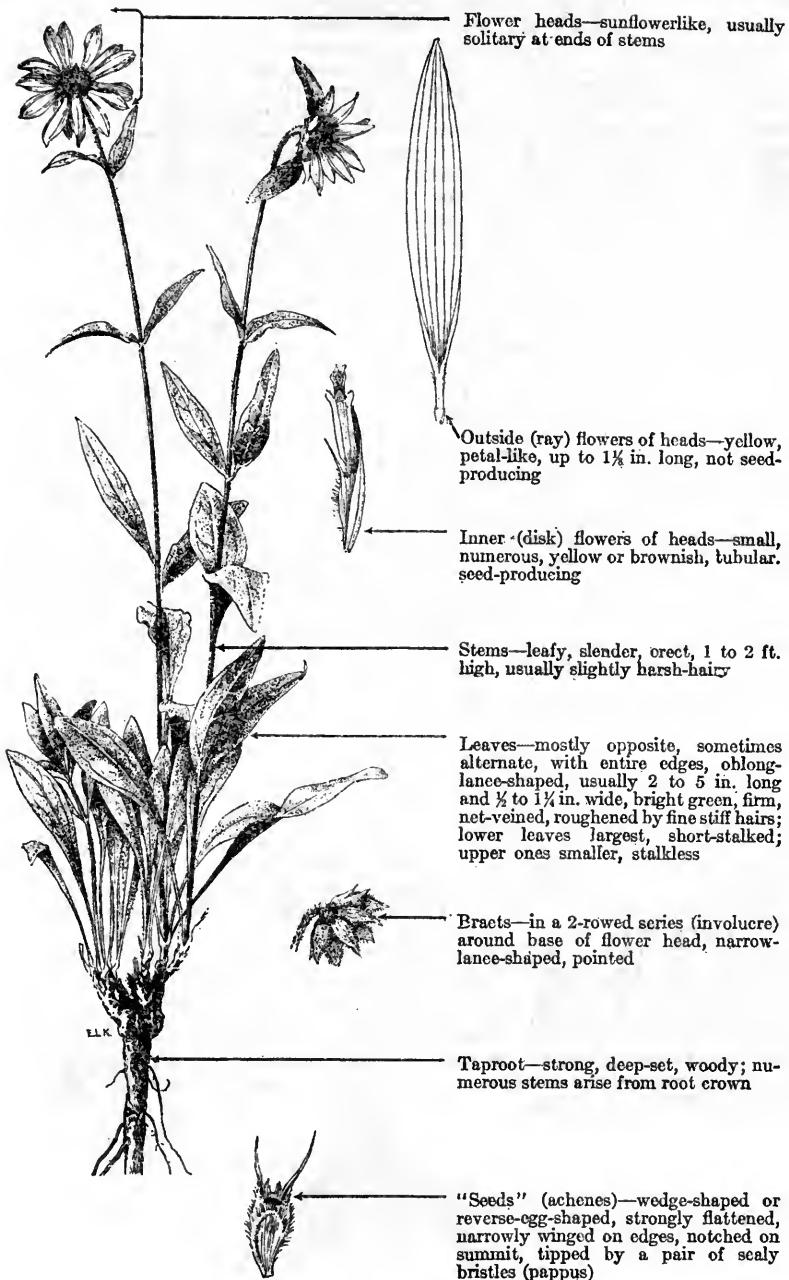 Flower heads—sunflowerlike, usually
solitary at ends of stems
Outside (ray) flowers of heads—yellow,
petal-like, up to 1⅛ in. long, not seed-
producing
Inner (disk) flowers of heads—small,
numerous, yellow or brownish, tubular.
seed-producing
Stems—leafy, slender, erect, 1 to 2 ft.
high, usually slightly harsh-hairy
Leaves—mostly opposite, sometimes
alternate, with entire edges, oblong-
lance-shaped, usually 2 to 5 in. long
and ½ to 1¼ in. wide, bright green, firm,
net-veined, roughened by fine stiff hairs;
lower leaves largest, short-stalked;
upper ones smaller, stalkless
Bracts—in a 2-rowed series (involucre)
around base of flower head, narrow-
lance-shaped, pointed
E.L.K.
Taproot—strong, deep-set, woody; nu-
merous stems arise from root crown
"Seeds" (achenes)—wedge-shaped or
reverse-egg-shaped, strongly flattened,
narrowly winged on edges, notched on
summit, tipped by a pair of scaly
bristles (pappus)